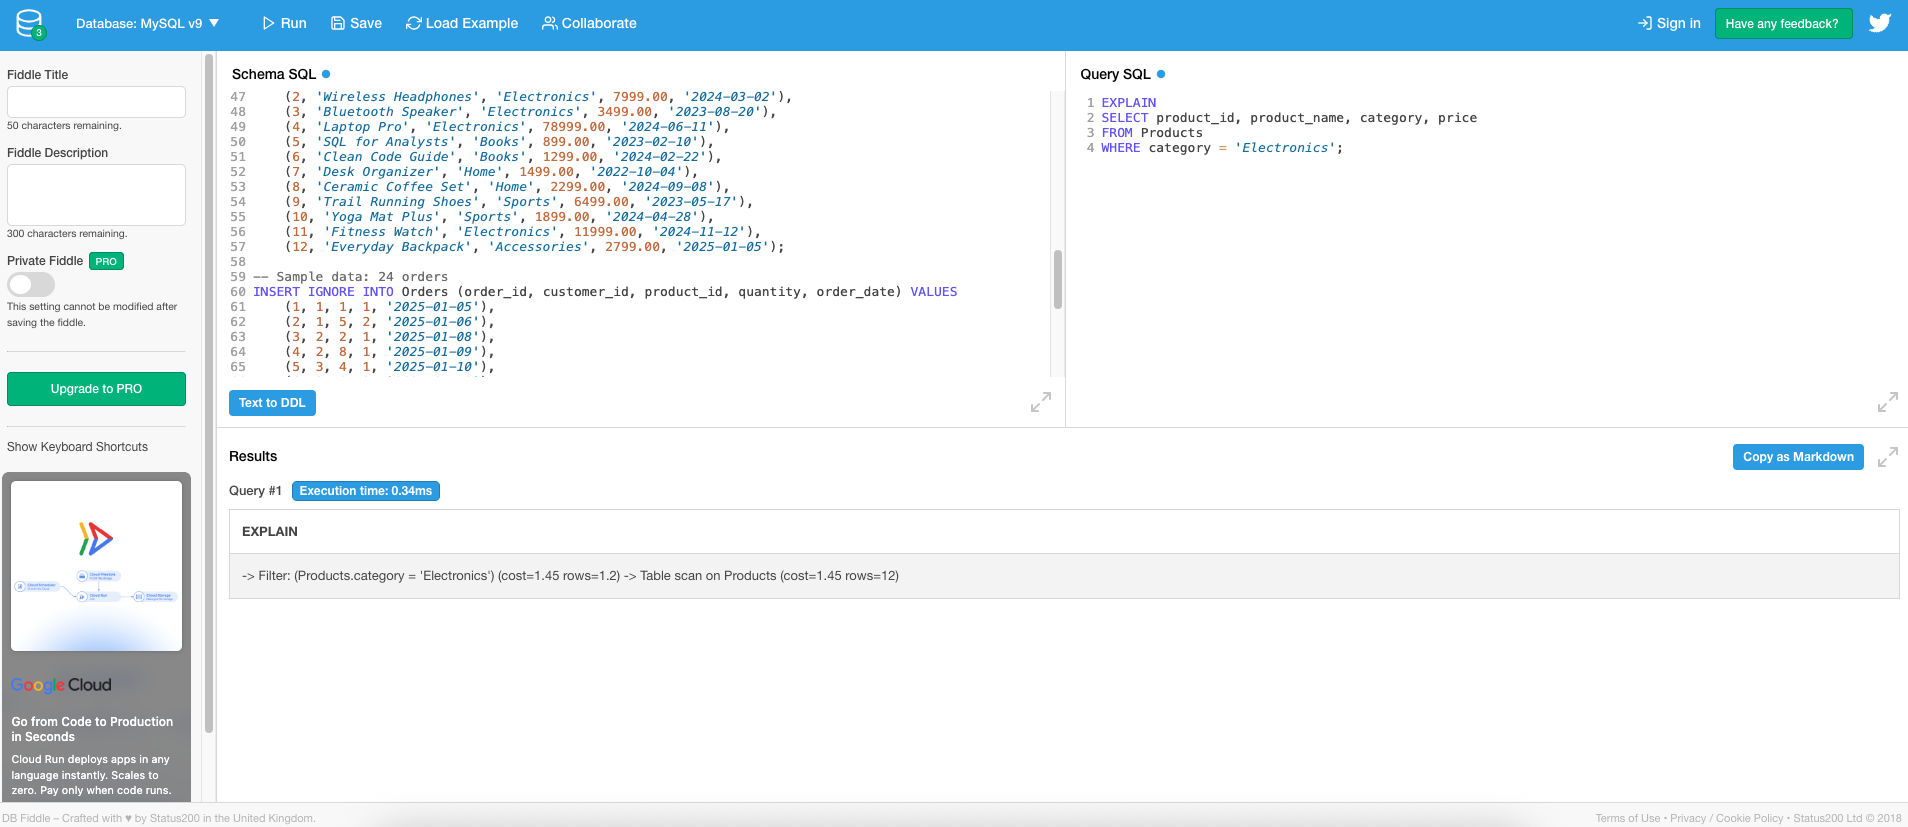 3
Database: MySQL v9 ▼
Run
Save
Load Example
Collaborate
Sign in
Have any feedback?
Fiddle Title
50 characters remaining.
Fiddle Description
300 characters remaining.
Private Fiddle PRO
This setting cannot be modified after
saving the fiddle.
Upgrade to PRO
Show Keyboard Shortcuts
Google Cloud
Go from Code to Production
in Seconds
Cloud Run deploys apps in any
language instantly. Scales to
zero. Pay only when code runs.
Schema SQL
47 (2, 'Wireless Headphones', 'Electronics', 7999.00, '2024-03-02'),
48 (3, 'Bluetooth Speaker', 'Electronics', 3499.00, '2023-08-20'),
49 (4, 'Laptop Pro', 'Electronics', 78999.00, '2024-06-11'),
50 (5, 'SQL for Analysts', 'Books', 899.00, '2023-02-10'),
51 (6, 'Clean Code Guide', 'Books', 1299.00, '2024-02-22'),
52 (7, 'Desk Organizer', 'Home', 1499.00, '2022-10-04'),
53 (8, 'Ceramic Coffee Set', 'Home', 2299.00, '2024-09-08'),
54 (9, 'Trail Running Shoes', 'Sports', 6499.00, '2023-05-17'),
55 (10, 'Yoga Mat Plus', 'Sports', 1899.00, '2024-04-28'),
56 (11, 'Fitness Watch', 'Electronics', 11999.00, '2024-11-12'),
57 (12, 'Everyday Backpack', 'Accessories', 2799.00, '2025-01-05');
58
59 -- Sample data: 24 orders
60 INSERT IGNORE INTO Orders (order_id, customer_id, product_id, quantity, order_date) VALUES
61 (1, 1, 1, 1, '2025-01-05'),
62 (2, 1, 5, 2, '2025-01-06'),
63 (3, 2, 2, 1, '2025-01-08'),
64 (4, 2, 8, 1, '2025-01-09'),
65 (5, 3, 4, 1, '2025-01-10'),
Text to DDL
Query SQL
1 EXPLAIN
2 SELECT product_id, product_name, category, price
3 FROM Products
4 WHERE category = 'Electronics';
Results
Copy as Markdown
Query #1 Execution time: 0.34ms
EXPLAIN
-> Filter: (Products.category = 'Electronics') (cost=1.45 rows=1.2) -> Table scan on Products (cost=1.45 rows=12)
DB Fiddle – Crafted with ♥ by Status200 in the United Kingdom.
Terms of Use • Privacy / Cookie Policy • Status200 Ltd © 2018